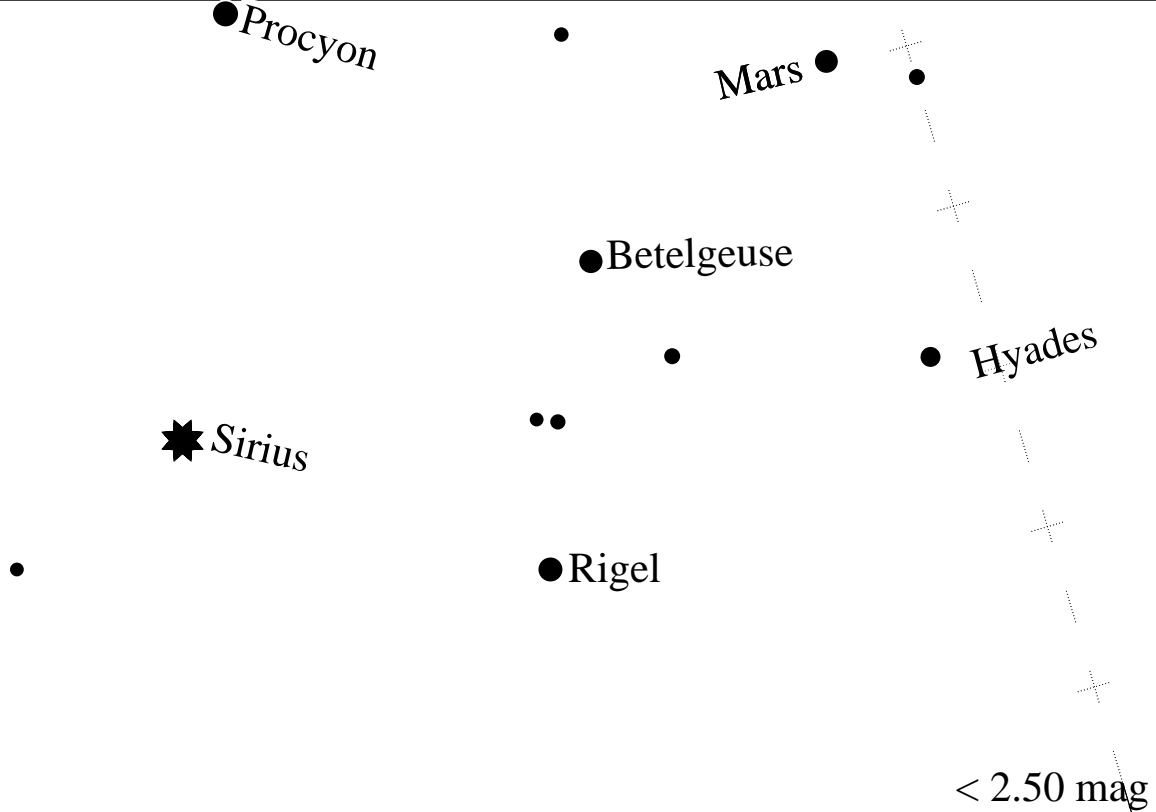 Procyon
Mars
Betelgeuse
Hyades
Sirius
Rigel
< 2.50 mag